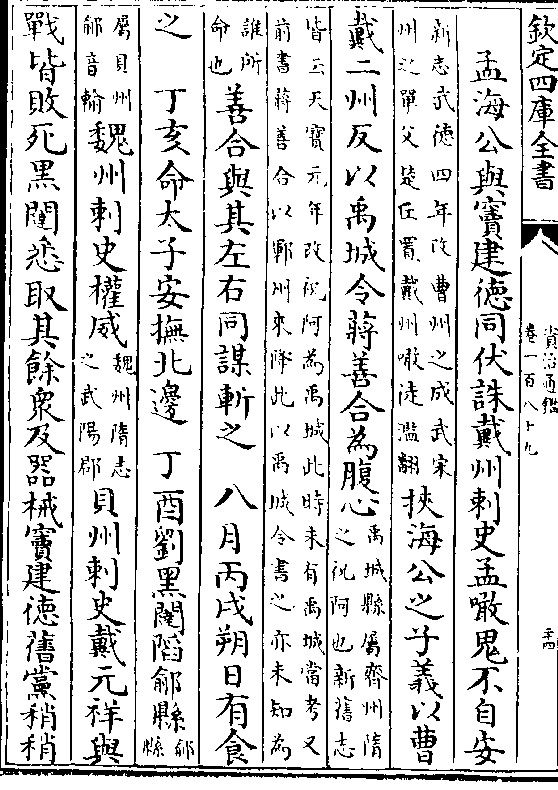 欽定四庫全書
資治通鑑
卷一百八十九
孟海公與竇建德同伏誅戴州刺史孟噉鬼不自安
新志武德四年改曹州之成武宋
州之單父楚丘置戴州噉徒濫翻
挾海公之子義以曹
戴二州反以禹城令蔣善合為腹心
禹城縣屬齊州隋
之祝阿也新舊志
皆云天寶元年改祝阿為禹城此時未有禹城當考又
前書蔣善合以鄆州來降此以禹城令書之亦未知為
誰所
命也
善合與其左右同謀斬之　八月丙戌朔日有食
之　丁亥命太子安撫北邊　丁酉劉黑闥陷鄃縣
鄃
縣
屬貝州
鄃音輸
魏州刺史權威
魏州隋志
之武陽郡
貝州刺史戴元祥與
戰皆敗死黑闥悉取其餘衆及器械竇建德舊黨稍稍